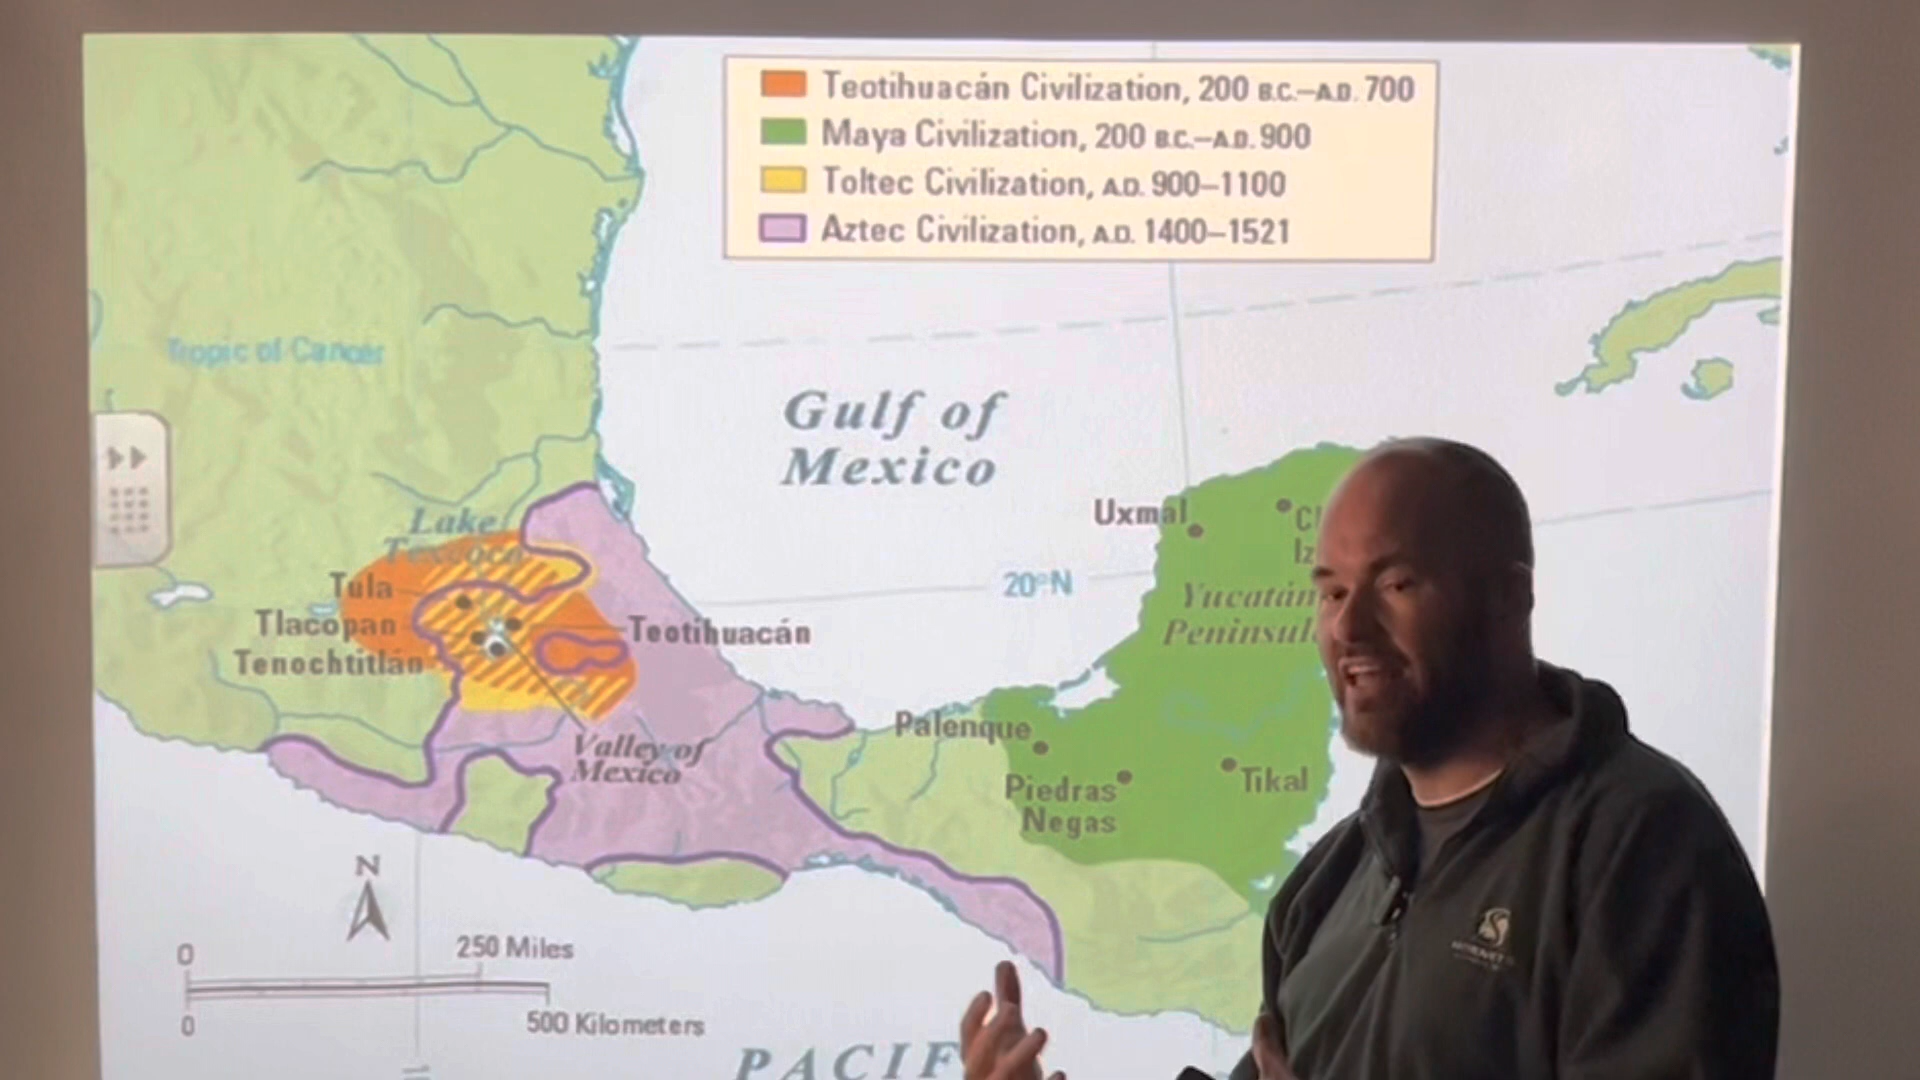 Teotihuacán Civilization, 200 B.C.–A.D. 700
Maya Civilization, 200 B.C.–A.D. 900
Toltec Civilization, A.D. 900–1100
Aztec Civilization, A.D. 1400–1521
Tropic of Cancer
Gulf of
Mexico
Lake
Texcoco
Uxmal
20°N
Yucatán
Tula
Tlacopan
Teotihuacán
Tenochtitlán
Palenque
Valley of
Mexico
Piedras
Negas
Tikal
N
0
250 Miles
0
500 Kilometers